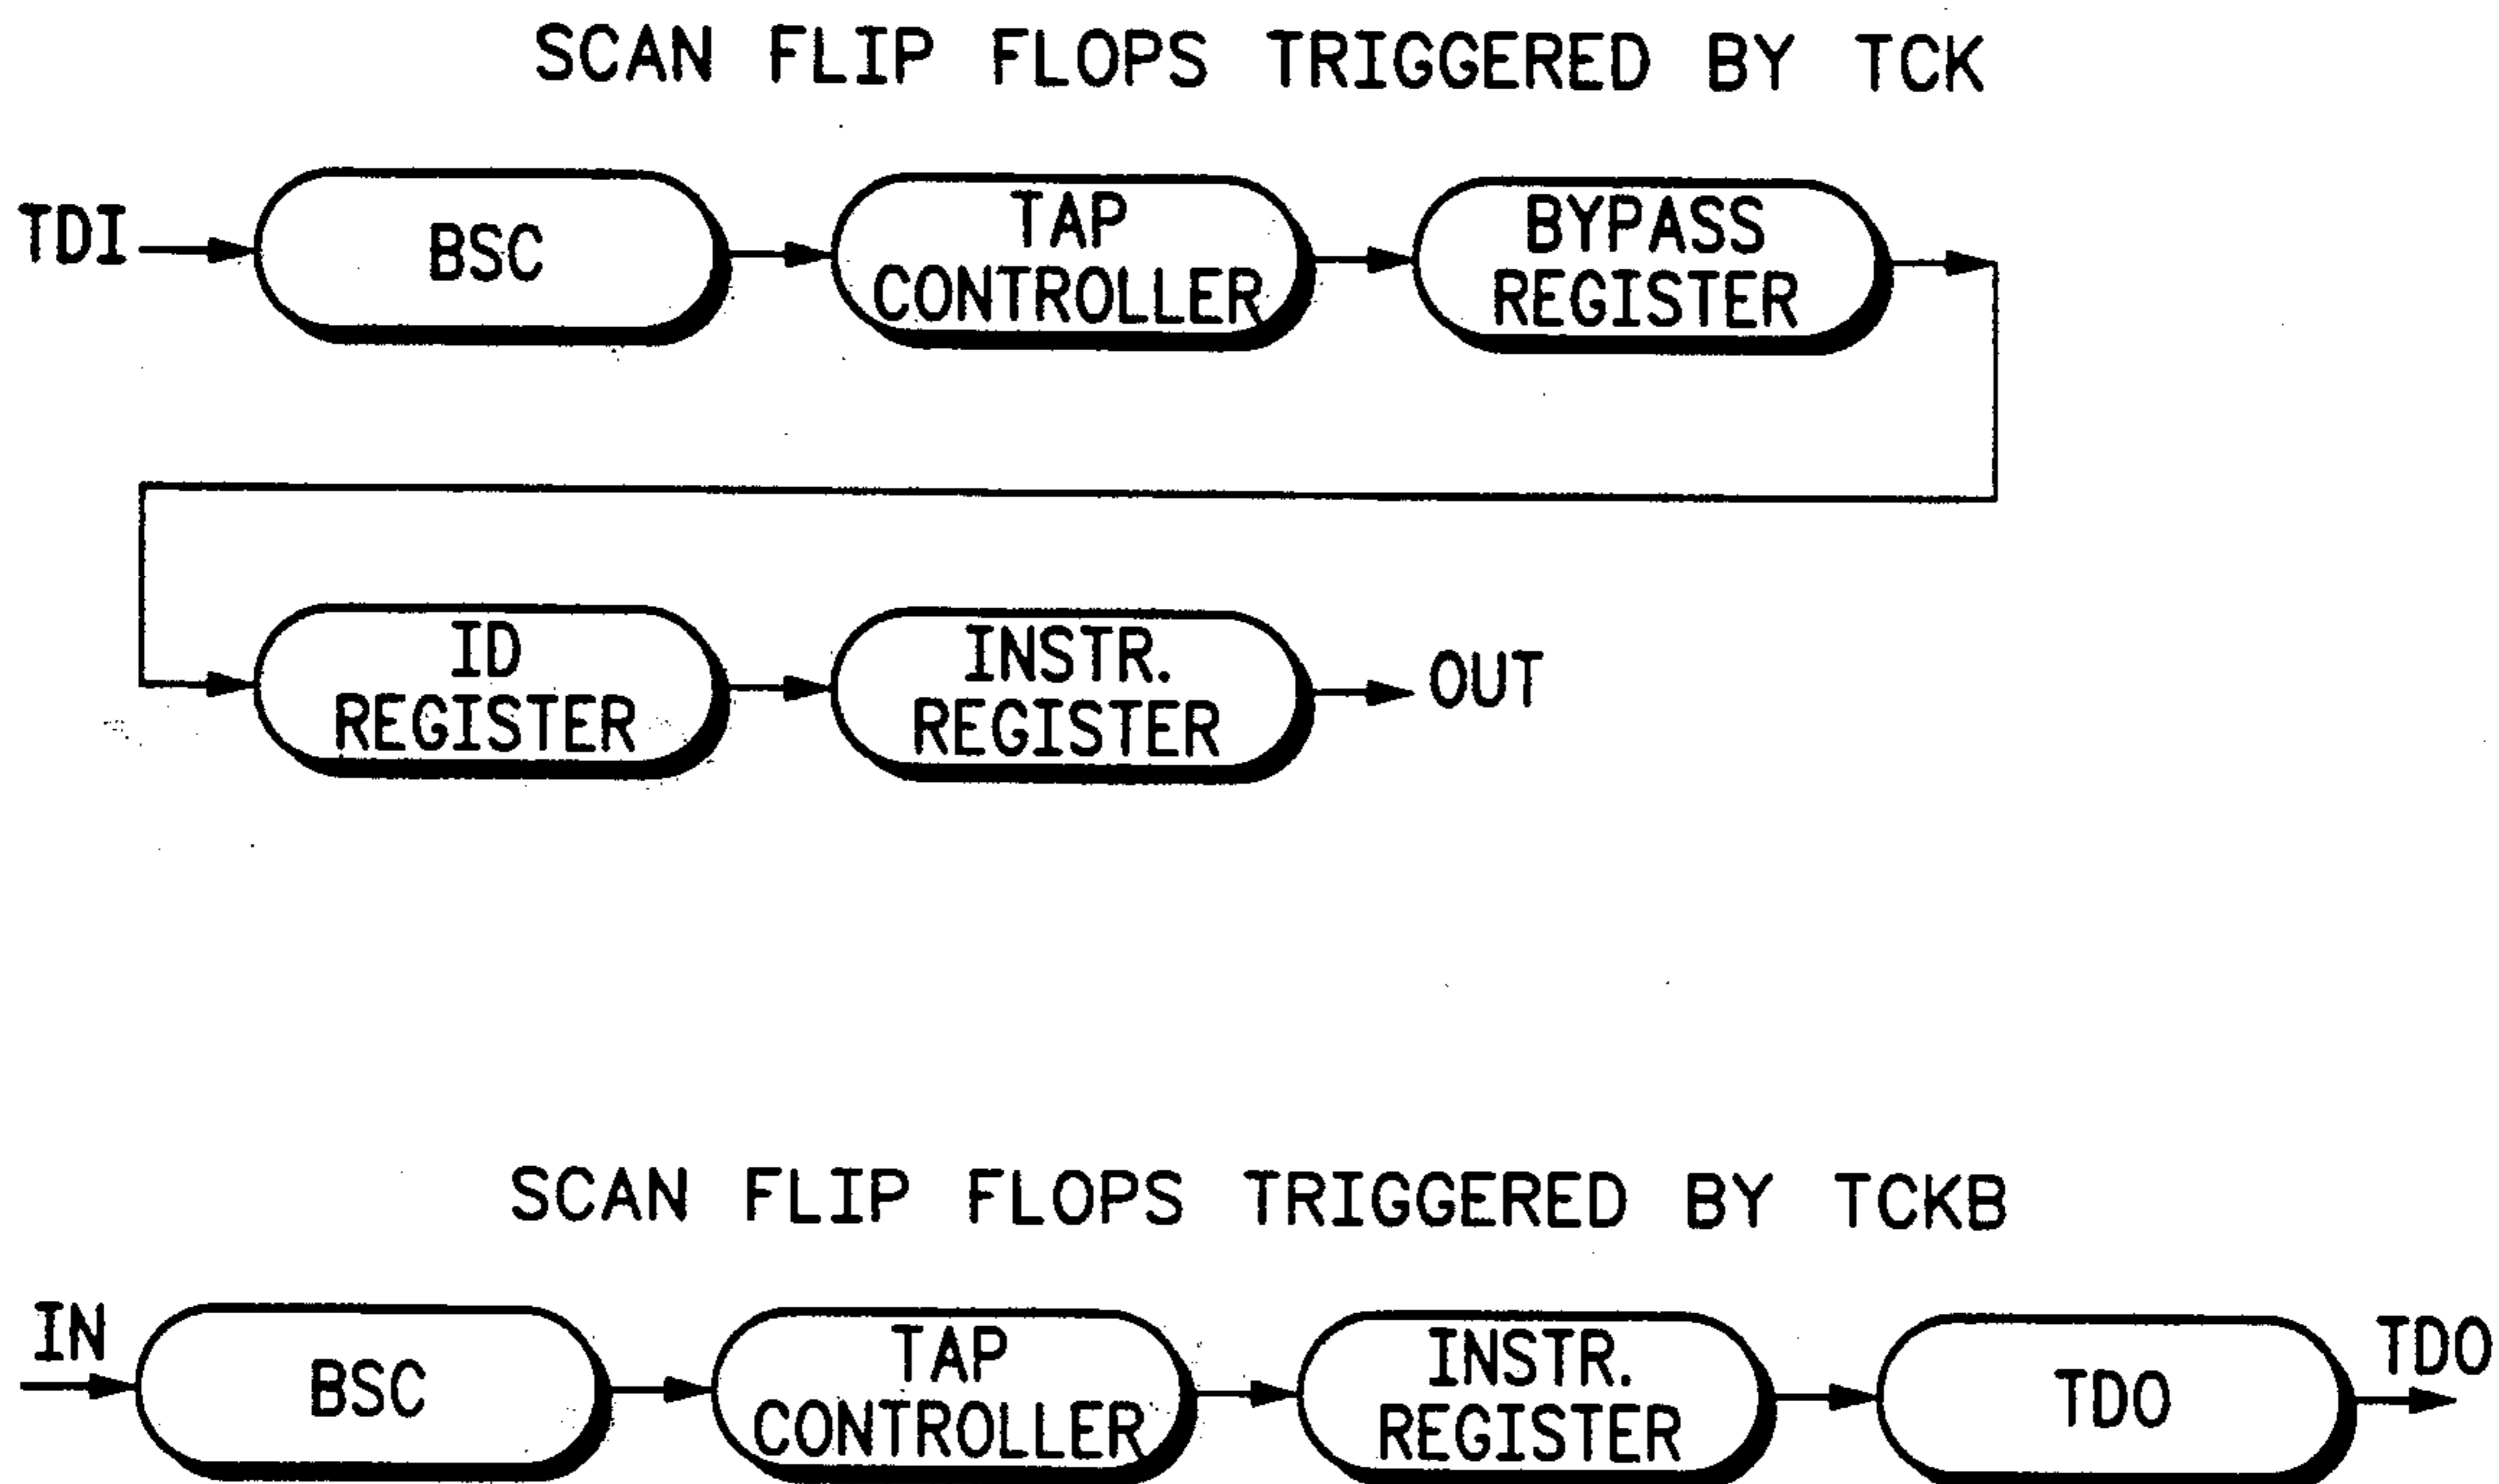 SCAN FLIP FLOPS TRIGGERED BY TCK
TDI
BSC
TAP
CONTROLLER
BYPASS
REGISTER
ID
REGISTER
INSTR.
REGISTER
OUT
SCAN FLIP FLOPS TRIGGERED BY TCKB
IN
BSC
TAP
CONTROLLER
INSTR.
REGISTER
TDO
TDO